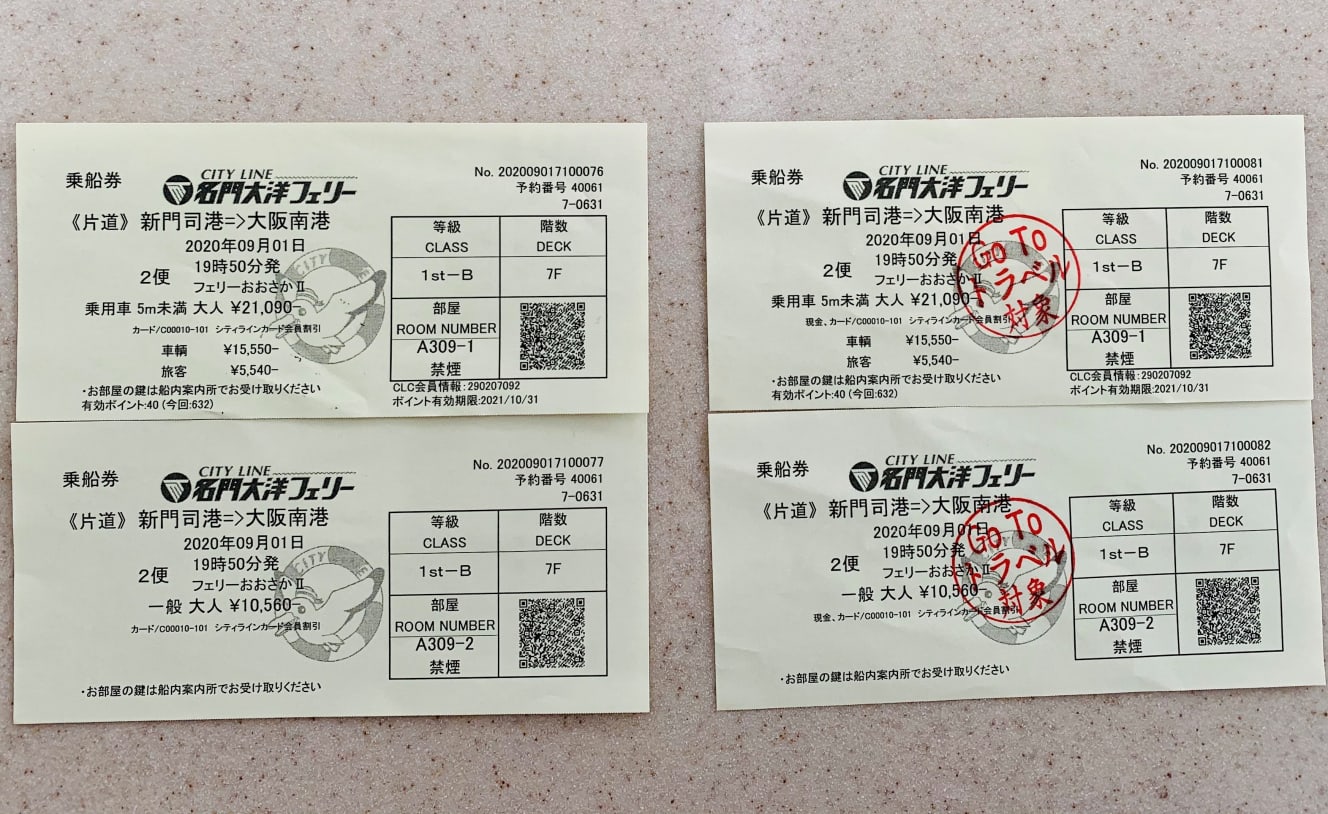 乗船券
CITY LINE
名門大洋フェリー
No. 202009017100076
予約番号 40061
7-0631
《片道》 新門司港=>大阪南港
2020年09月01日
2便
19時50分発
フェリーおおさかⅡ
乗用車 5m未満 大人 ¥21,090-
カード/C00010-101 シティラインカード会員割引
車輌 ¥15,550-
旅客 ¥5,540-
・お部屋の鍵は船内案内所でお受け取りください
有効ポイント:40 (今回:632)
等級 階数
CLASS DECK
1st-B 7F
部屋
ROOM NUMBER
A309-1
禁煙
CLC会員情報:290207092
ポイント有効期限:2021/10/31
CITY LINE
乗船券
CITY LINE
名門大洋フェリー
No. 202009017100081
予約番号 40061
7-0631
《片道》 新門司港=>大阪南港
2020年09月01日
2便
19時50分発
フェリーおおさかⅡ
乗用車 5m未満 大人 ¥21,090-
現金、カード/C00010-101 シティラインカード会員割引
車輌 ¥15,550-
旅客 ¥5,540-
・お部屋の鍵は船内案内所でお受け取りください
有効ポイント:40 (今回:632)
GO TO
トラベル
対象
等級 階数
CLASS DECK
1st-B 7F
部屋
ROOM NUMBER
A309-1
禁煙
CLC会員情報:290207092
ポイント有効期限:2021/10/31
乗船券
CITY LINE
名門大洋フェリー
No. 202009017100077
予約番号 40061
7-0631
《片道》 新門司港=>大阪南港
2020年09月01日
2便
19時50分発
フェリーおおさかⅡ
一般 大人 ¥10,560-
カード/C00010-101 シティラインカード会員割引
・お部屋の鍵は船内案内所でお受け取りください
等級 階数
CLASS DECK
1st-B 7F
部屋
ROOM NUMBER
A309-2
禁煙
CITY LINE
乗船券
CITY LINE
名門大洋フェリー
No. 202009017100082
予約番号 40061
7-0631
《片道》 新門司港=>大阪南港
2020年09月01日
2便
19時50分発
フェリーおおさかⅡ
一般 大人 ¥10,560-
現金、カード/C00010-101 シティラインカード会員割引
・お部屋の鍵は船内案内所でお受け取りください
GO TO
トラベル
対象
等級 階数
CLASS DECK
1st-B 7F
部屋
ROOM NUMBER
A309-2
禁煙